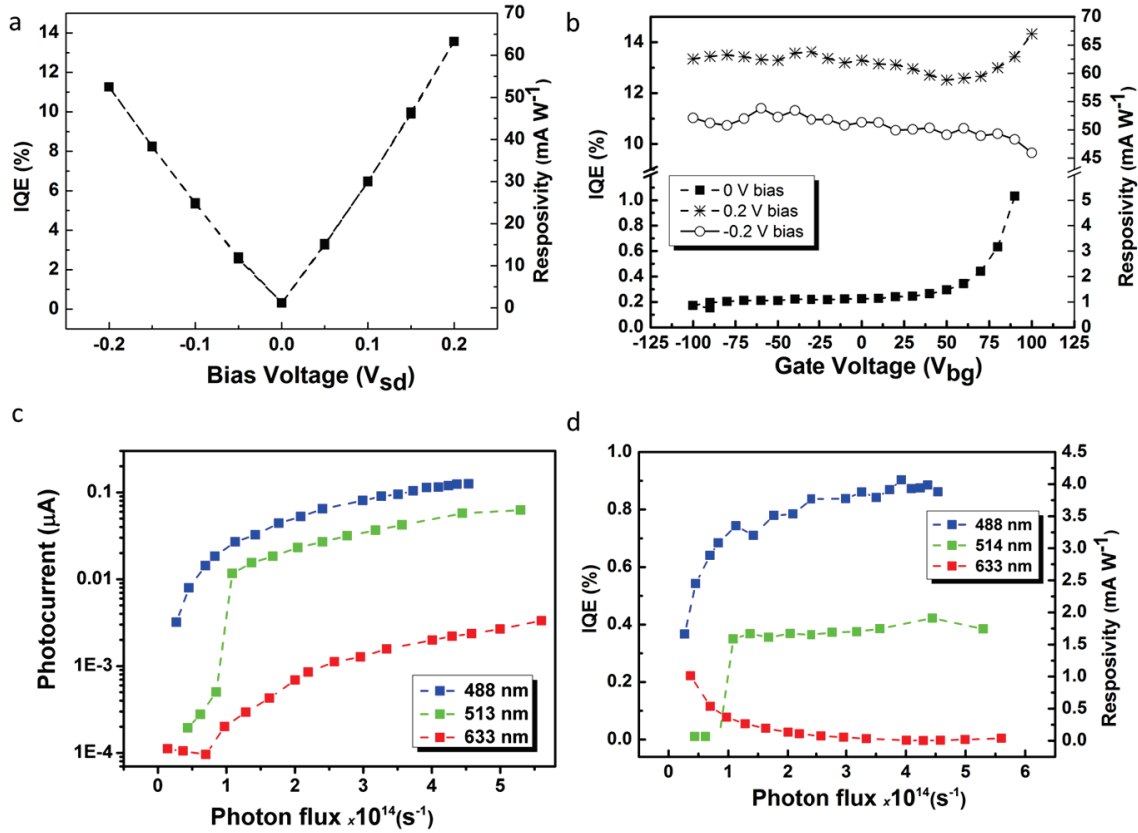 a
IQE (%)
14
12
10
8
6
4
2
0
70
60
50
40
30
20
10
0
Resposivity (mA W-1)
-0.2
-0.1
0.0
0.1
0.2
Bias Voltage (Vsd)
b
IQE (%)
14
13
12
11
10
1.0
0.8
0.6
0.4
0.2
0.0
70
65
60
55
50
45
5
4
3
2
1
0
Resposivity (mA W-1)
0 V bias
0.2 V bias
-0.2 V bias
-125 -100 -75 -50 -25 0 25 50 75 100 125
Gate Voltage (Vbg)
c
Photocurrent (µA)
0.1
0.01
1E-3
1E-4
488 nm
513 nm
633 nm
0 1 2 3 4 5
Photon flux x10^14(s-1)
d
IQE (%)
1.0
0.8
0.6
0.4
0.2
0.0
4.5
4.0
3.5
3.0
2.5
2.0
1.5
1.0
0.5
0.0
Resposivity (mA W-1)
488 nm
514 nm
633 nm
0 1 2 3 4 5 6
Photon flux x10^14(s-1)